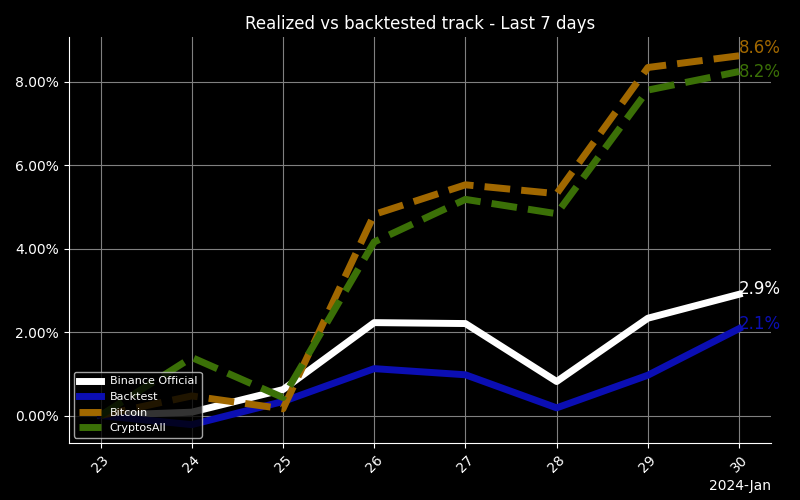 Realized vs backtested track - Last 7 days
8.6%
8.2%
8.00%
6.00%
4.00%
2.9%
2.00%
2.1%
0.00%
Binance Official
Backtest
Bitcoin
CryptosAll
23 24 25 26 27 28 29 30
2024-Jan